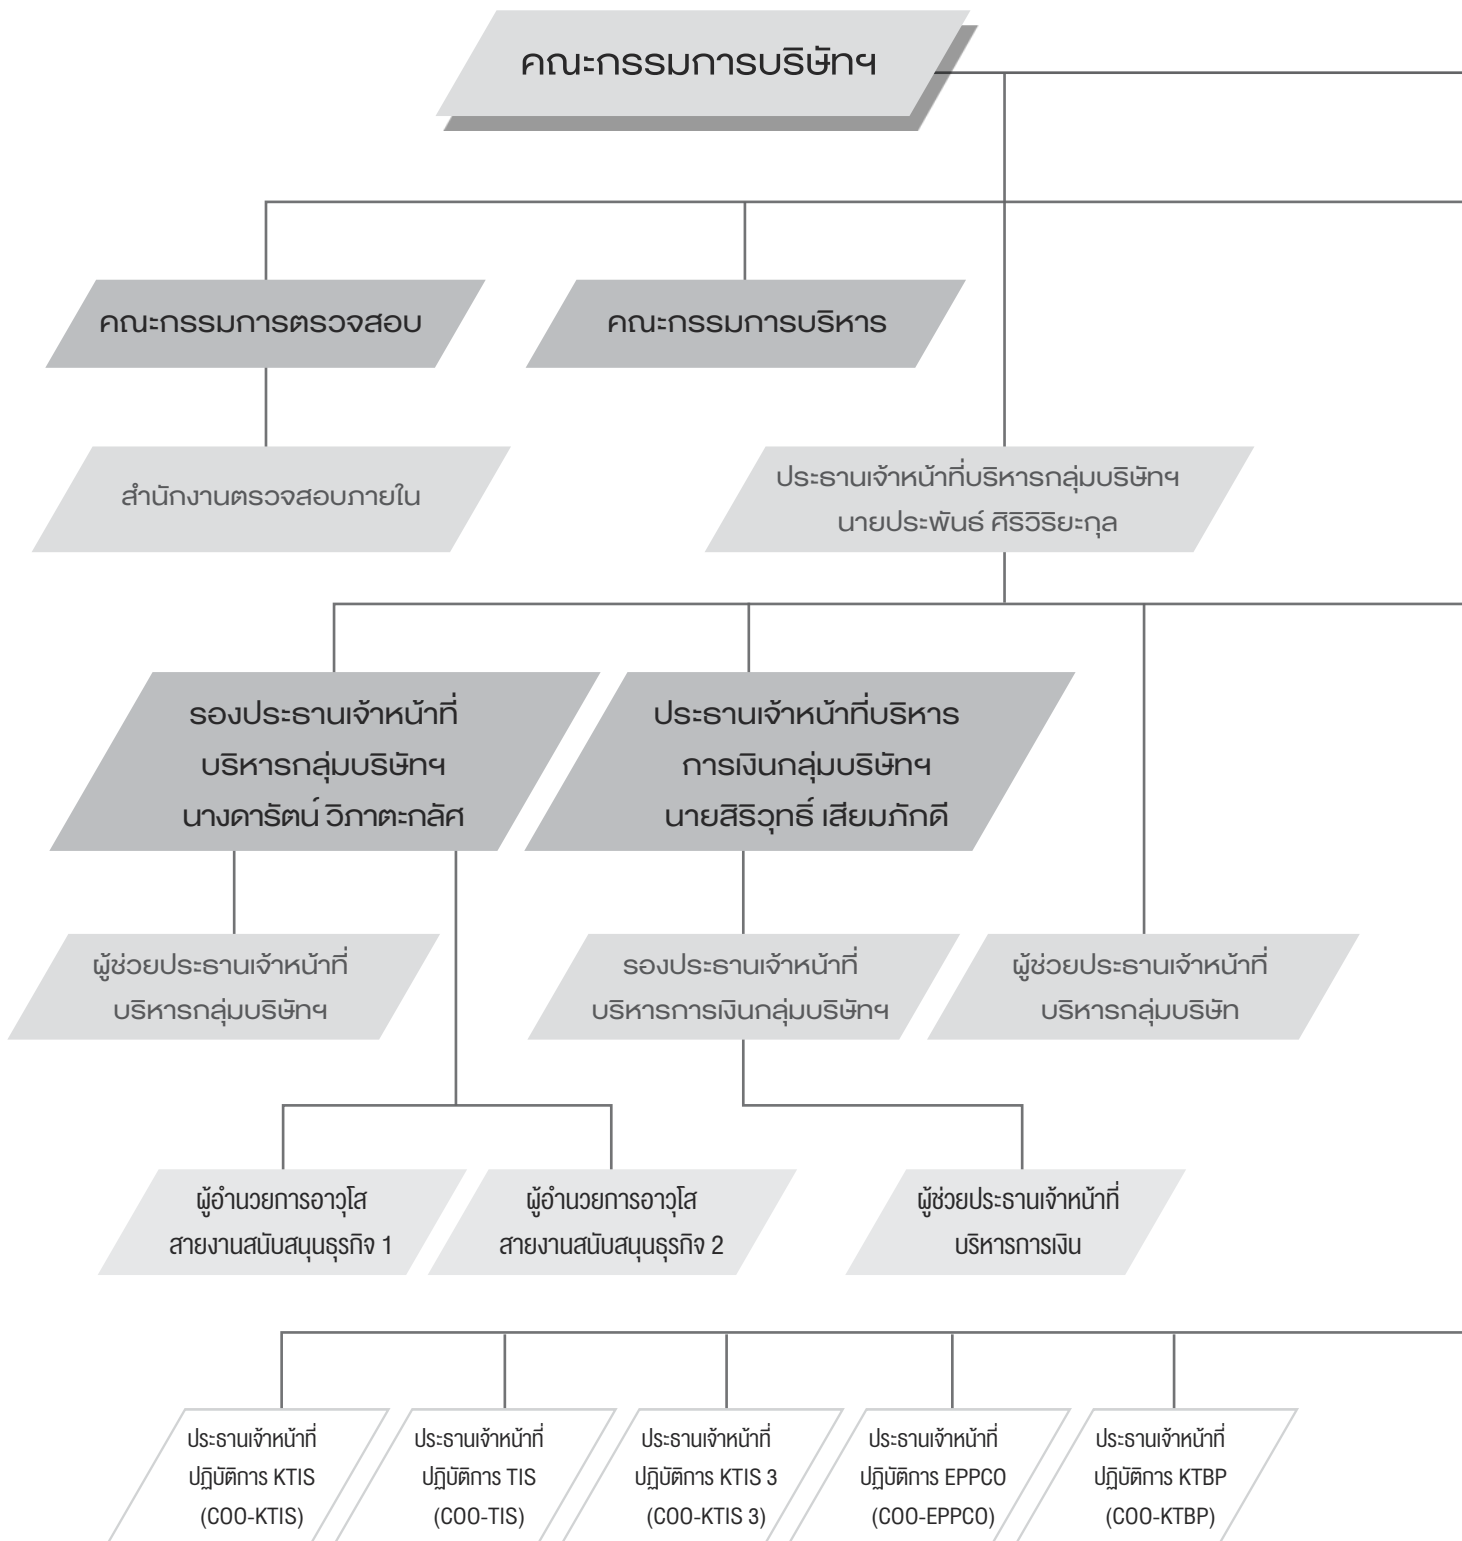 คณะกรรมการบริษัทฯ
คณะกรรมการตรวจสอบ
คณะกรรมการบริหาร
สำนักงานตรวจสอบภายใน
ประธานเจ้าหน้าที่บริหารกลุ่มบริษัทฯ
นายประพันธ์ ศิริวิริยะกุล
รองประธานเจ้าหน้าที่
บริหารกลุ่มบริษัทฯ
นางดารัตน์ วิภาตะกลัศ
ประธานเจ้าหน้าที่บริหาร
การเงินกลุ่มบริษัทฯ
นายสิริวุทธิ์ เสียมภักดี
ผู้ช่วยประธานเจ้าหน้าที่
บริหารกลุ่มบริษัทฯ
รองประธานเจ้าหน้าที่
บริหารการเงินกลุ่มบริษัทฯ
ผู้ช่วยประธานเจ้าหน้าที่
บริหารกลุ่มบริษัท
ผู้อำนวยการอาวุโส
สายงานสนับสนุนธุรกิจ 1
ผู้อำนวยการอาวุโส
สายงานสนับสนุนธุรกิจ 2
ผู้ช่วยประธานเจ้าหน้าที่
บริหารการเงิน
ประธานเจ้าหน้าที่
ปฏิบัติการ KTIS
(COO-KTIS)
ประธานเจ้าหน้าที่
ปฏิบัติการ TIS
(COO-TIS)
ประธานเจ้าหน้าที่
ปฏิบัติการ KTIS 3
(COO-KTIS 3)
ประธานเจ้าหน้าที่
ปฏิบัติการ EPPCO
(COO-EPPCO)
ประธานเจ้าหน้าที่
ปฏิบัติการ KTBP
(COO-KTBP)